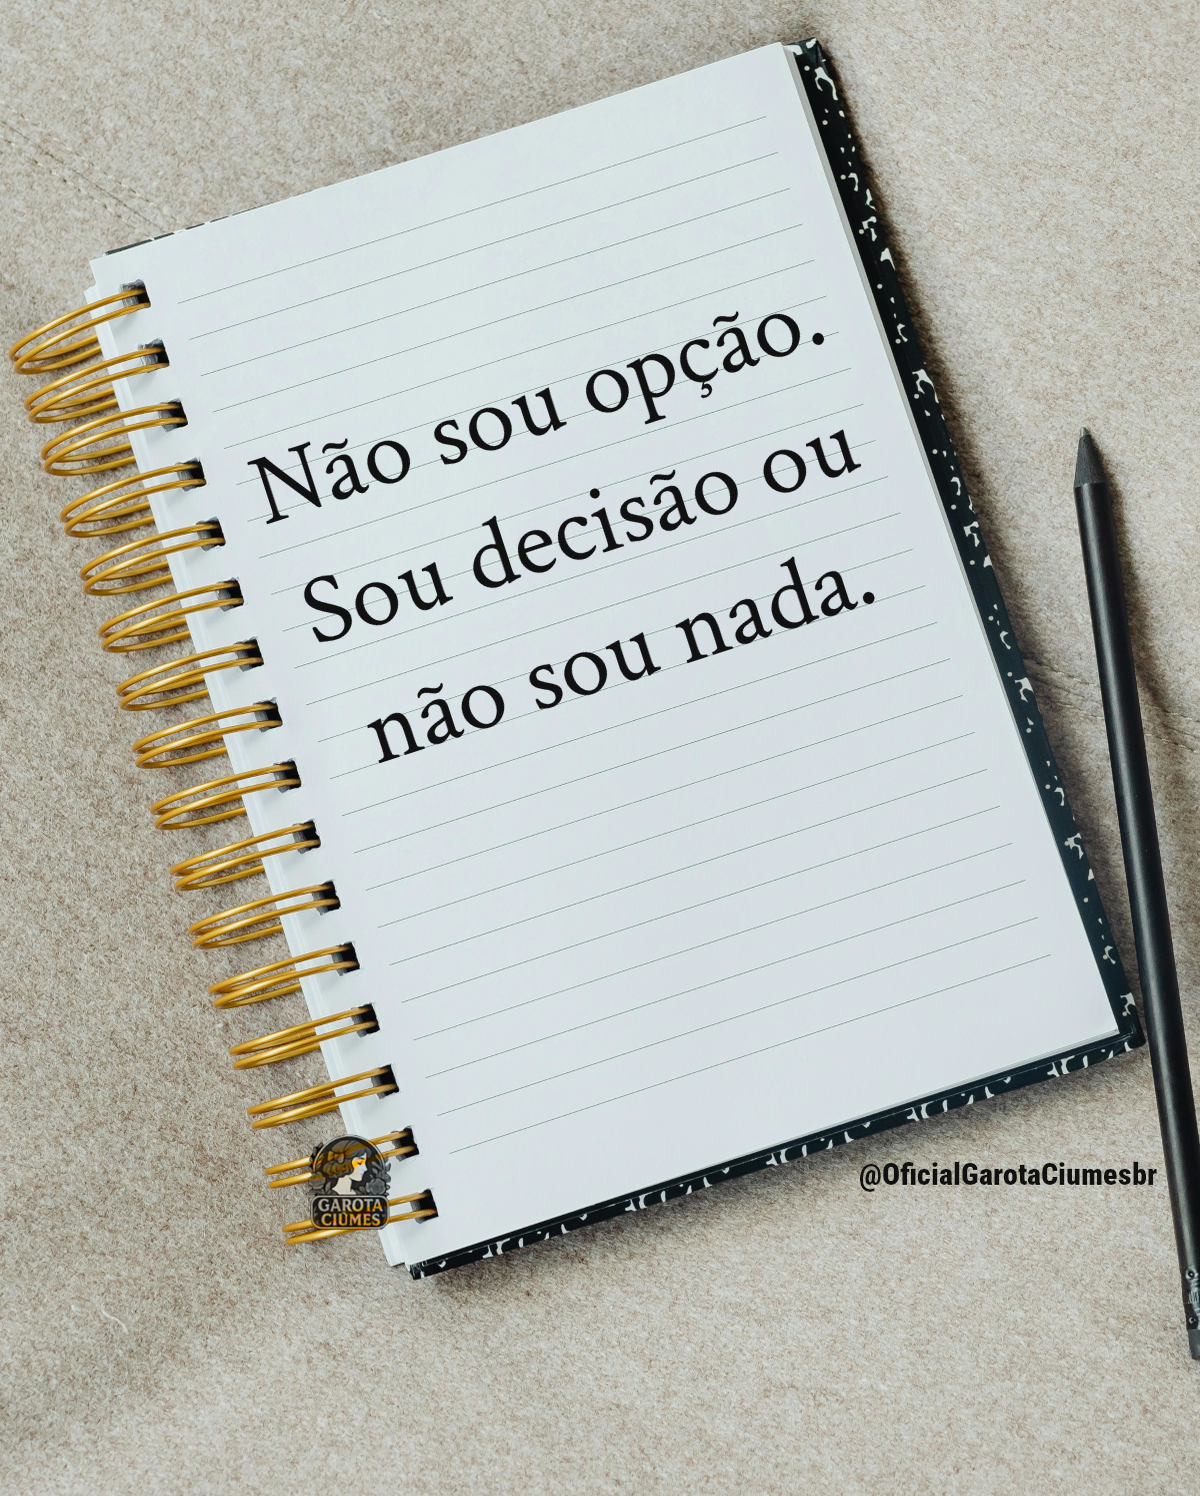 Não sou opção.
Sou decisão ou
não sou nada.
@OficialGarotaCiumesbr
GAROTA
CIÚMES